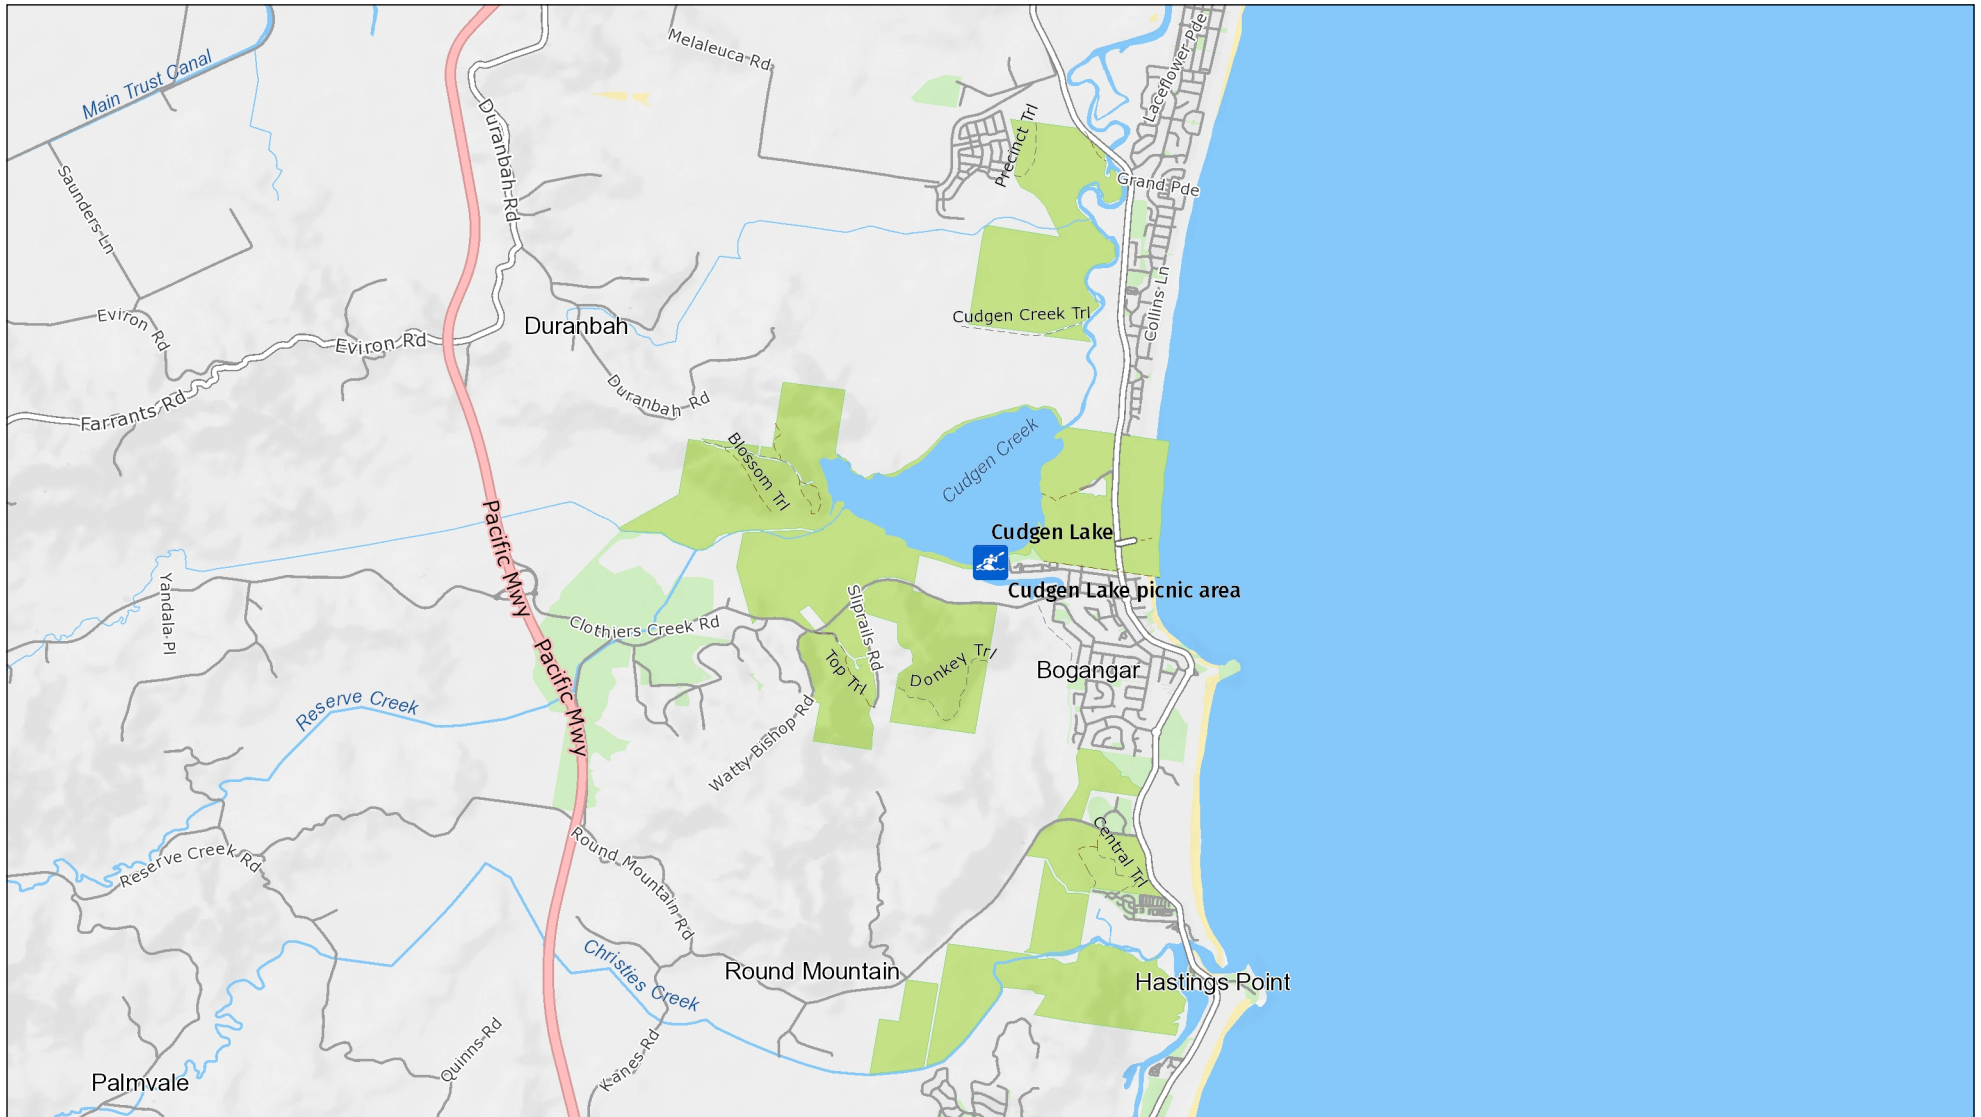 Melaleuca Rd
Laceflower Pde
Main Trust Canal
Duranbah Rd
Precinct Trl
Grand Pde
Saunders Ln
Collins Ln
Eviron Rd
Cudgen Creek Trl
Duranbah
Eviron Rd
Farrants Rd
Duranbah Rd
Blossom Trl
Cudgen Creek
Pacific Mwy
Cudgen Lake
Cudgen Lake picnic area
Yandala Pl
Clothiers Creek Rd
Sliprails Rd
Pacific Mwy
Top Trl
Donkey Trl
Bogangar
Reserve Creek
Watty Bishop Rd
Reserve Creek Rd
Round Mountain Rd
Central Trl
Christies Creek
Round Mountain
Hastings Point
Quinns Rd
Kanes Rd
Palmvale